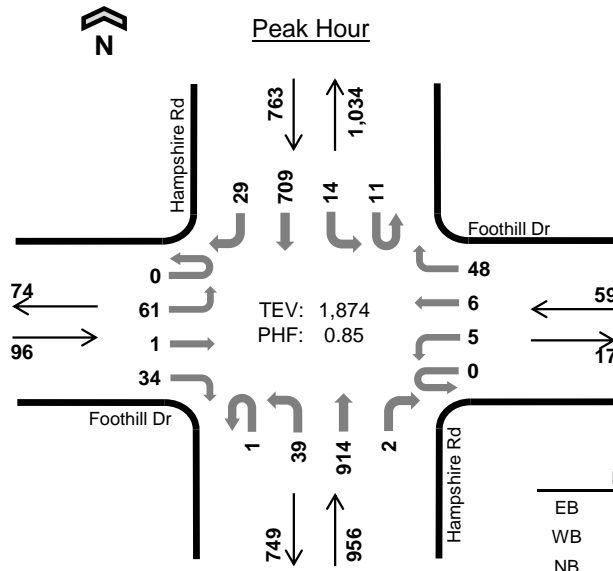 Peak Hour
N
Hampshire Rd
763
1,034
29
709
14
11
Foothill Dr
0
61
1
34
74
96
TEV: 1,874
PHF: 0.85
48
6
5
0
59
17
Foothill Dr
1
39
914
2
Hampshire Rd
749
956
EB
WB
NB